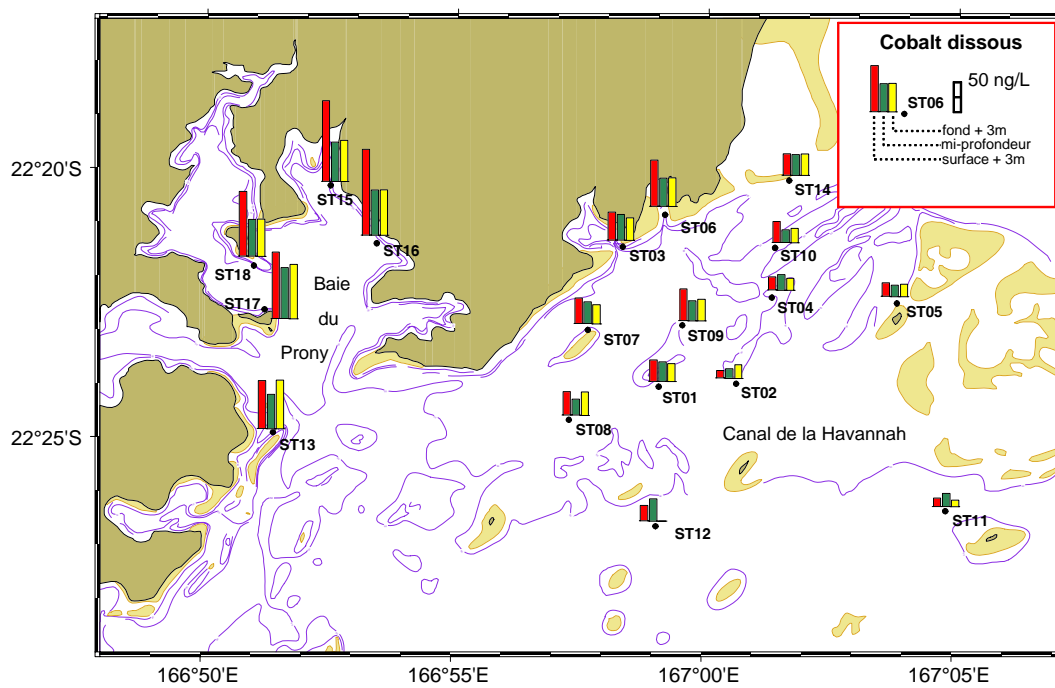 Cobalt dissous
50 ng/L
ST06
fond + 3m
mi-profondeur
surface + 3m
22°20'S
ST15
ST14
ST16
ST06
ST03
ST10
ST18
Baie
ST17
du
ST04
ST05
ST07
ST09
Prony
ST01
ST02
ST08
Canal de la Havannah
22°25'S
ST13
ST12
ST11
166°50'E
166°55'E
167°00'E
167°05'E